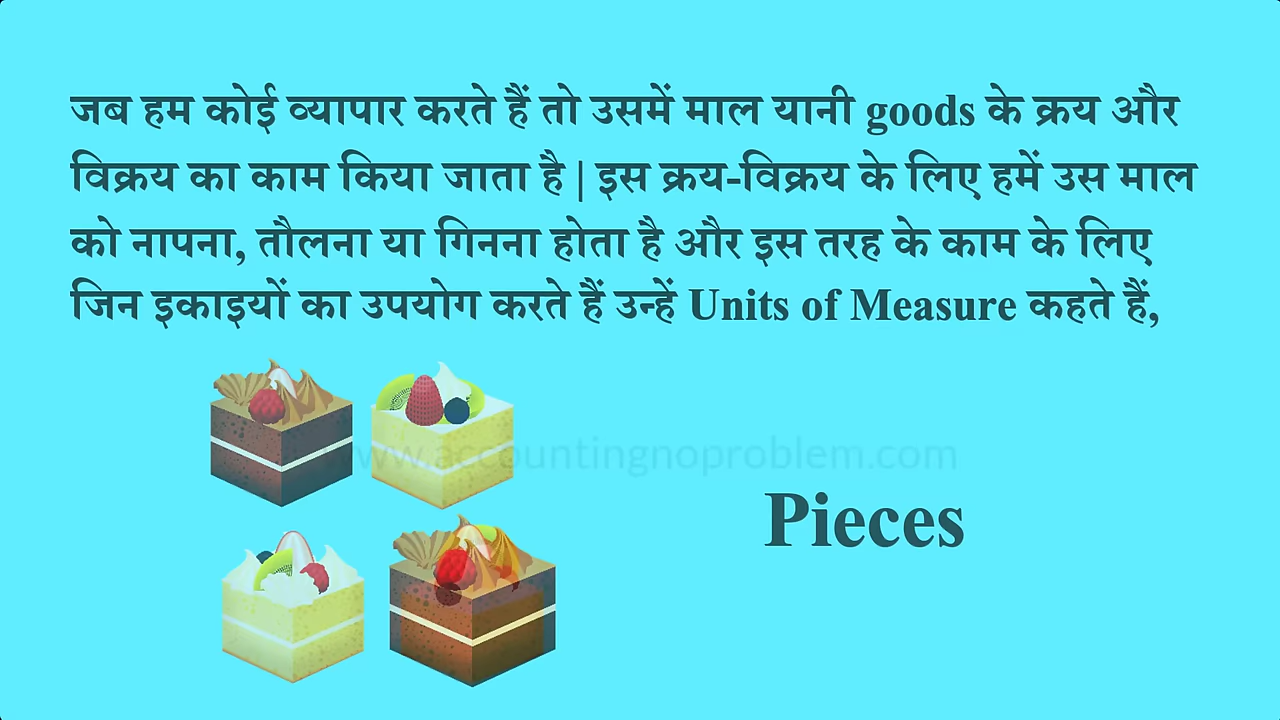 जब हम कोई व्यापार करते हैं तो उसमें माल यानी goods के क्रय और
विक्रय का काम किया जाता है | इस क्रय-विक्रय के लिए हमें उस माल
को नापना, तौलना या गिनना होता है और इस तरह के काम के लिए
जिन इकाइयों का उपयोग करते हैं उन्हें Units of Measure कहते हैं,
www.accountingnoproblem.com
Pieces